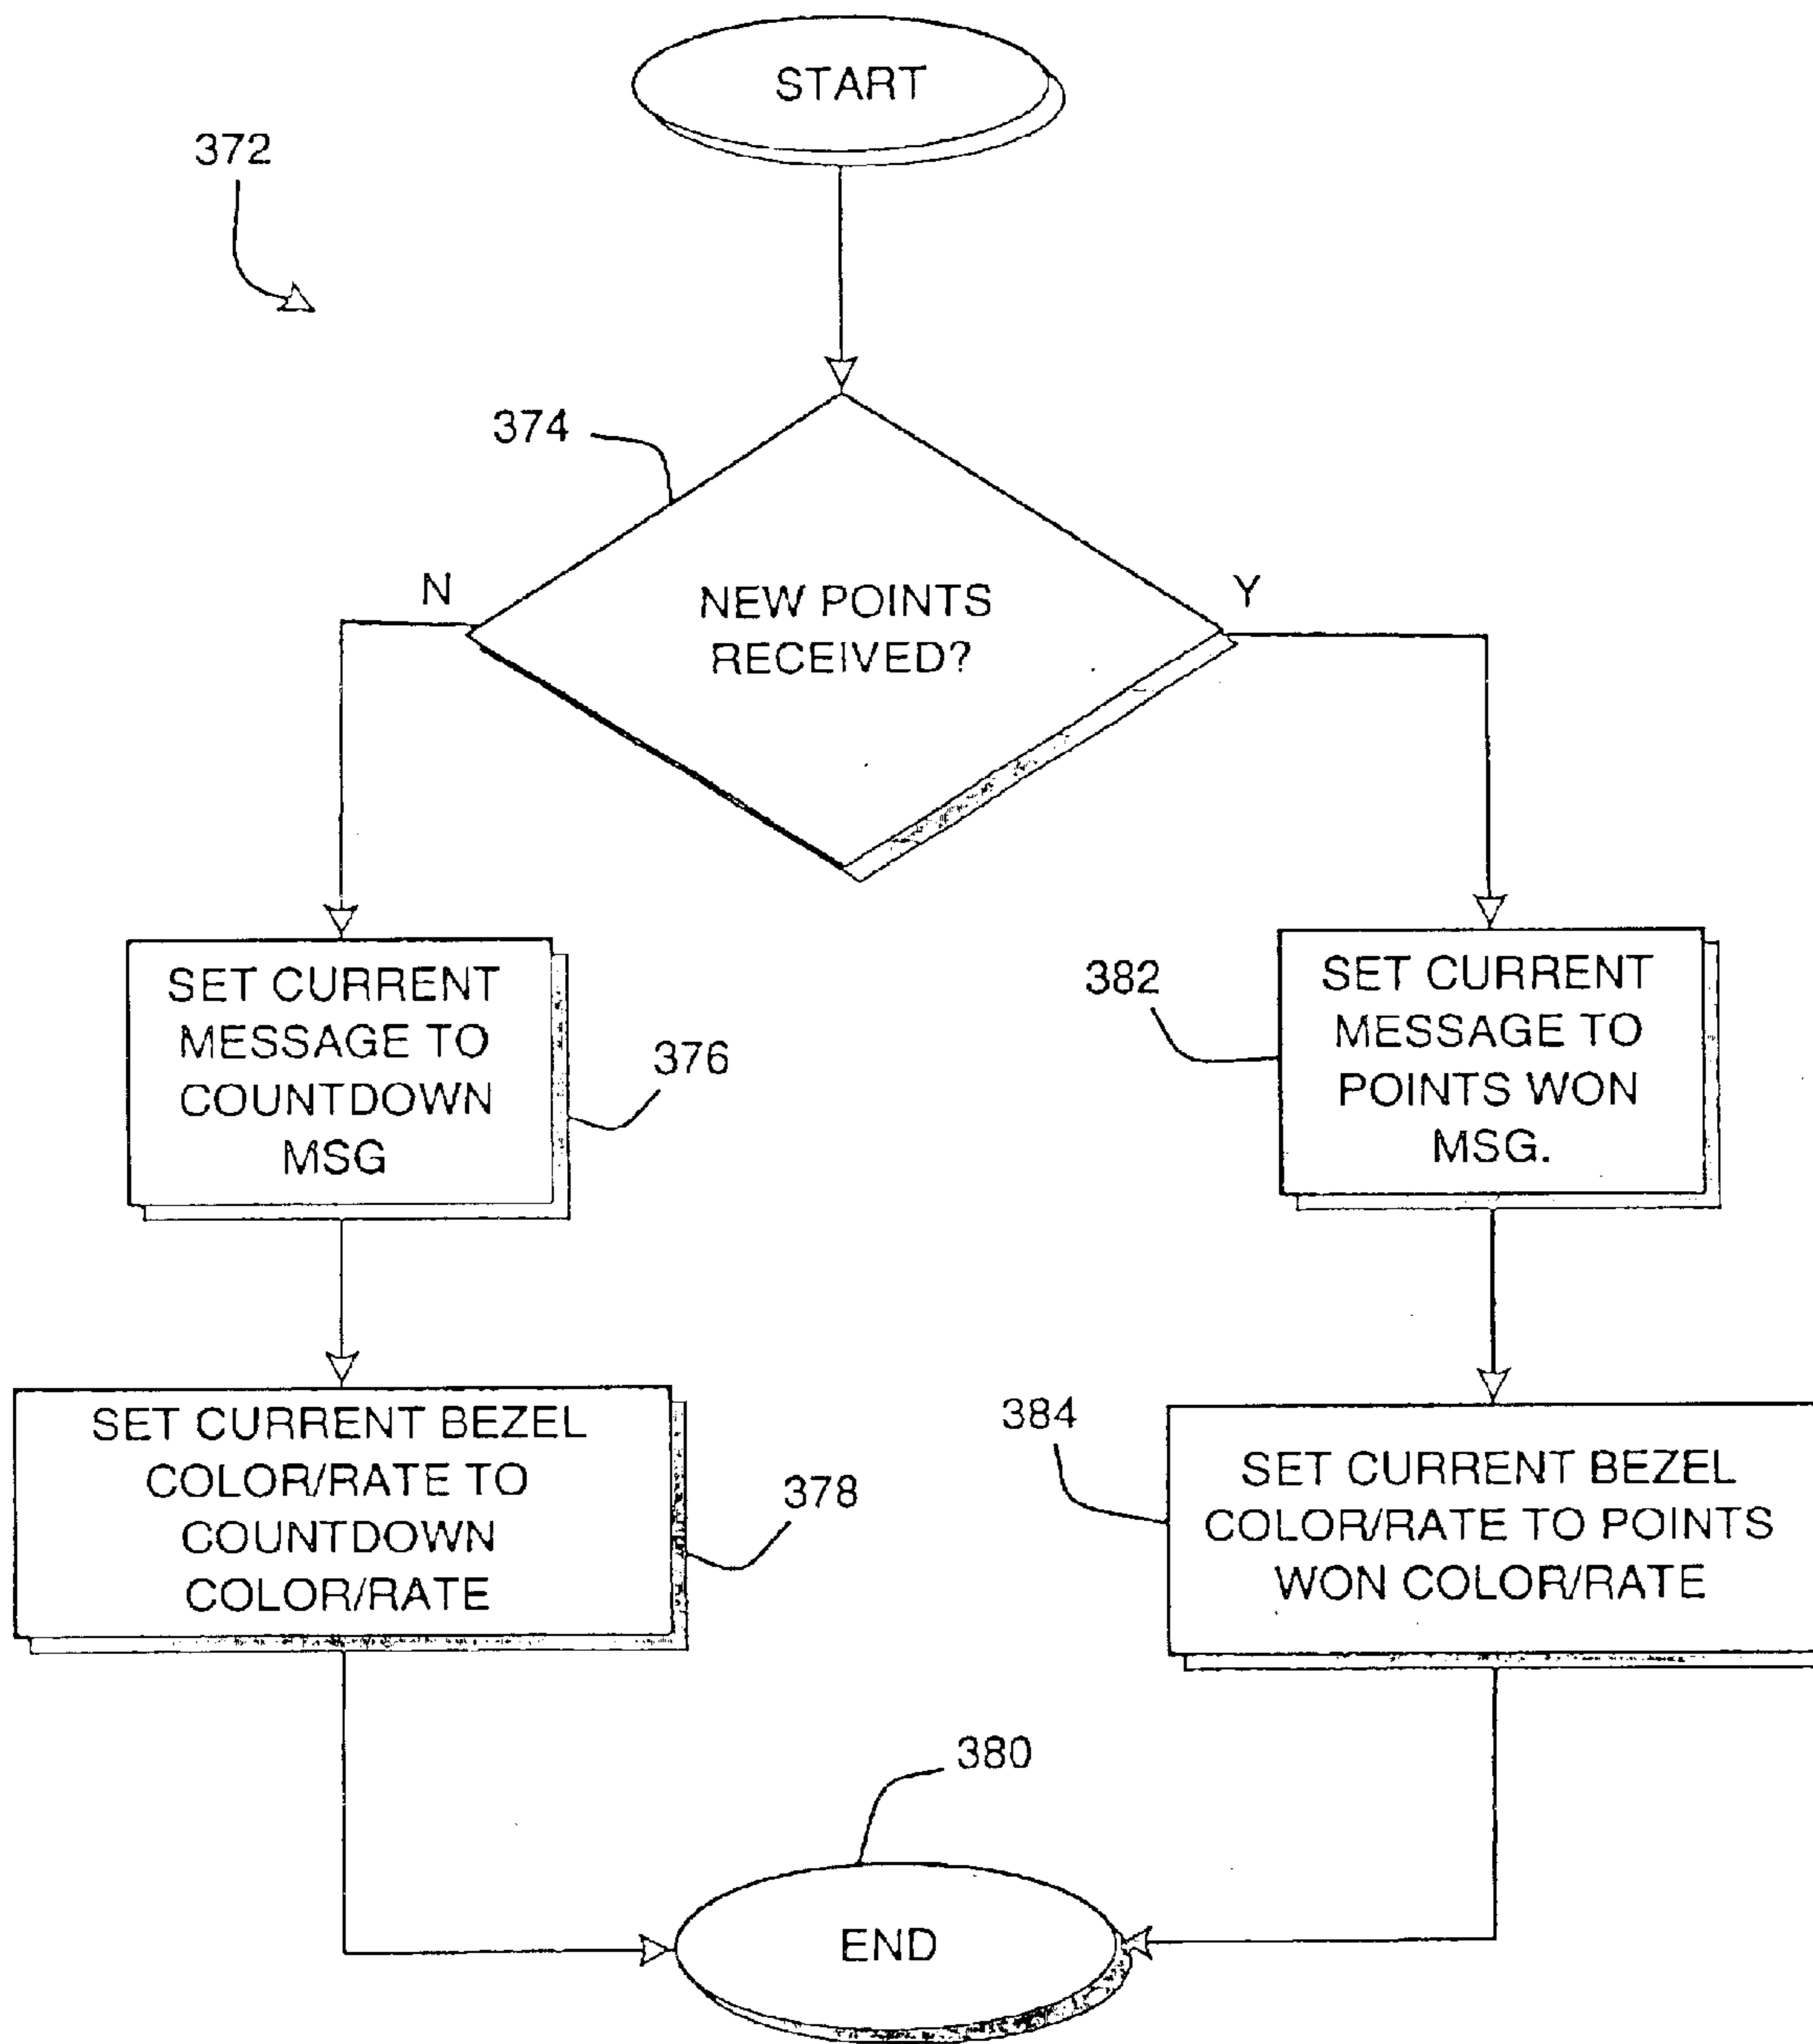 START
372
374
N
Y
NEW POINTS
RECEIVED?
SET CURRENT
MESSAGE TO
COUNTDOWN
MSG
376
382
SET CURRENT
MESSAGE TO
POINTS WON
MSG.
SET CURRENT BEZEL
COLOR/RATE TO
COUNTDOWN
COLOR/RATE
378
384
SET CURRENT BEZEL
COLOR/RATE TO POINTS
WON COLOR/RATE
380
END